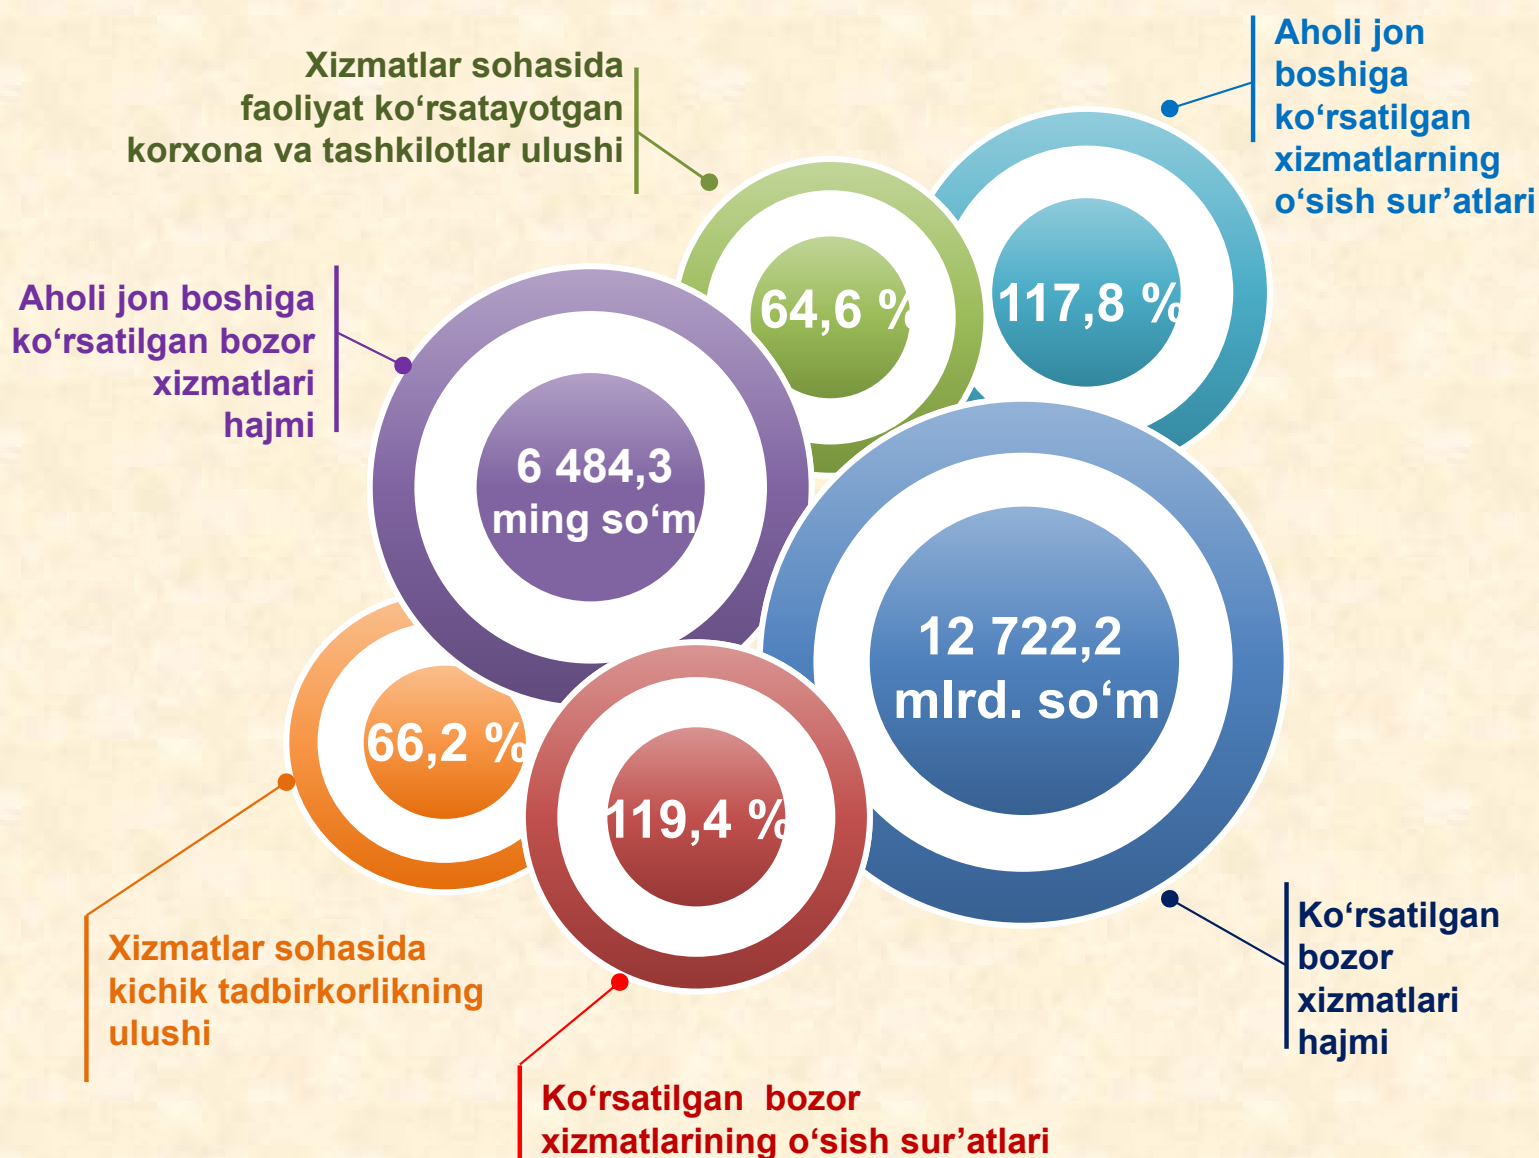 Xizmatlar sohasida
faoliyat ko‘rsatayotgan
korxona va tashkilotlar ulushi
Aholi jon
boshiga
ko‘rsatilgan
xizmatlarning
o‘sish sur’atlari
64,6 %
117,8 %
Aholi jon boshiga
ko‘rsatilgan bozor
xizmatlari
hajmi
6 484,3
ming so‘m
12 722,2
mlrd. so‘m
66,2 %
119,4 %
Xizmatlar sohasida
kichik tadbirkorlikning
ulushi
Ko‘rsatilgan
bozor
xizmatlari
hajmi
Ko‘rsatilgan bozor
xizmatlarining o‘sish sur’atlari